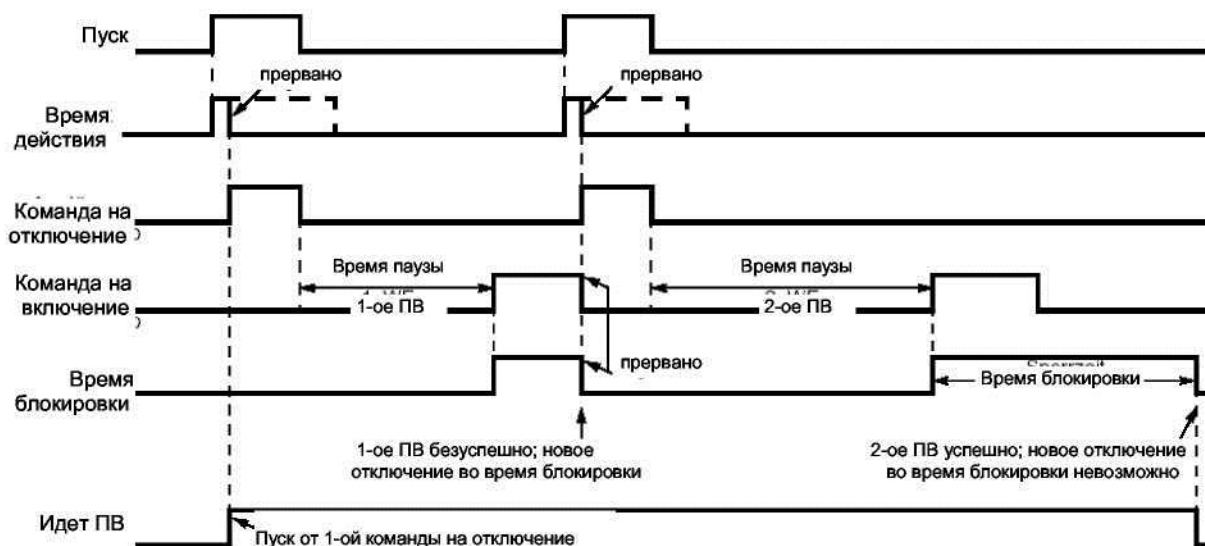 Пуск
прервано
прервано
Время
действия
Команда на
отключение
Время паузы
Время паузы
Команда на
включение
1-ое ПВ
2-ое ПВ
прервано
Время
блокировки
Время блокировки
1-ое ПВ безуспешно; новое
отключение во время блокировки
2-ое ПВ успешно; новое отключение
во время блокировки невозможно
Идет ПВ
Пуск от 1-ой команды на отключение